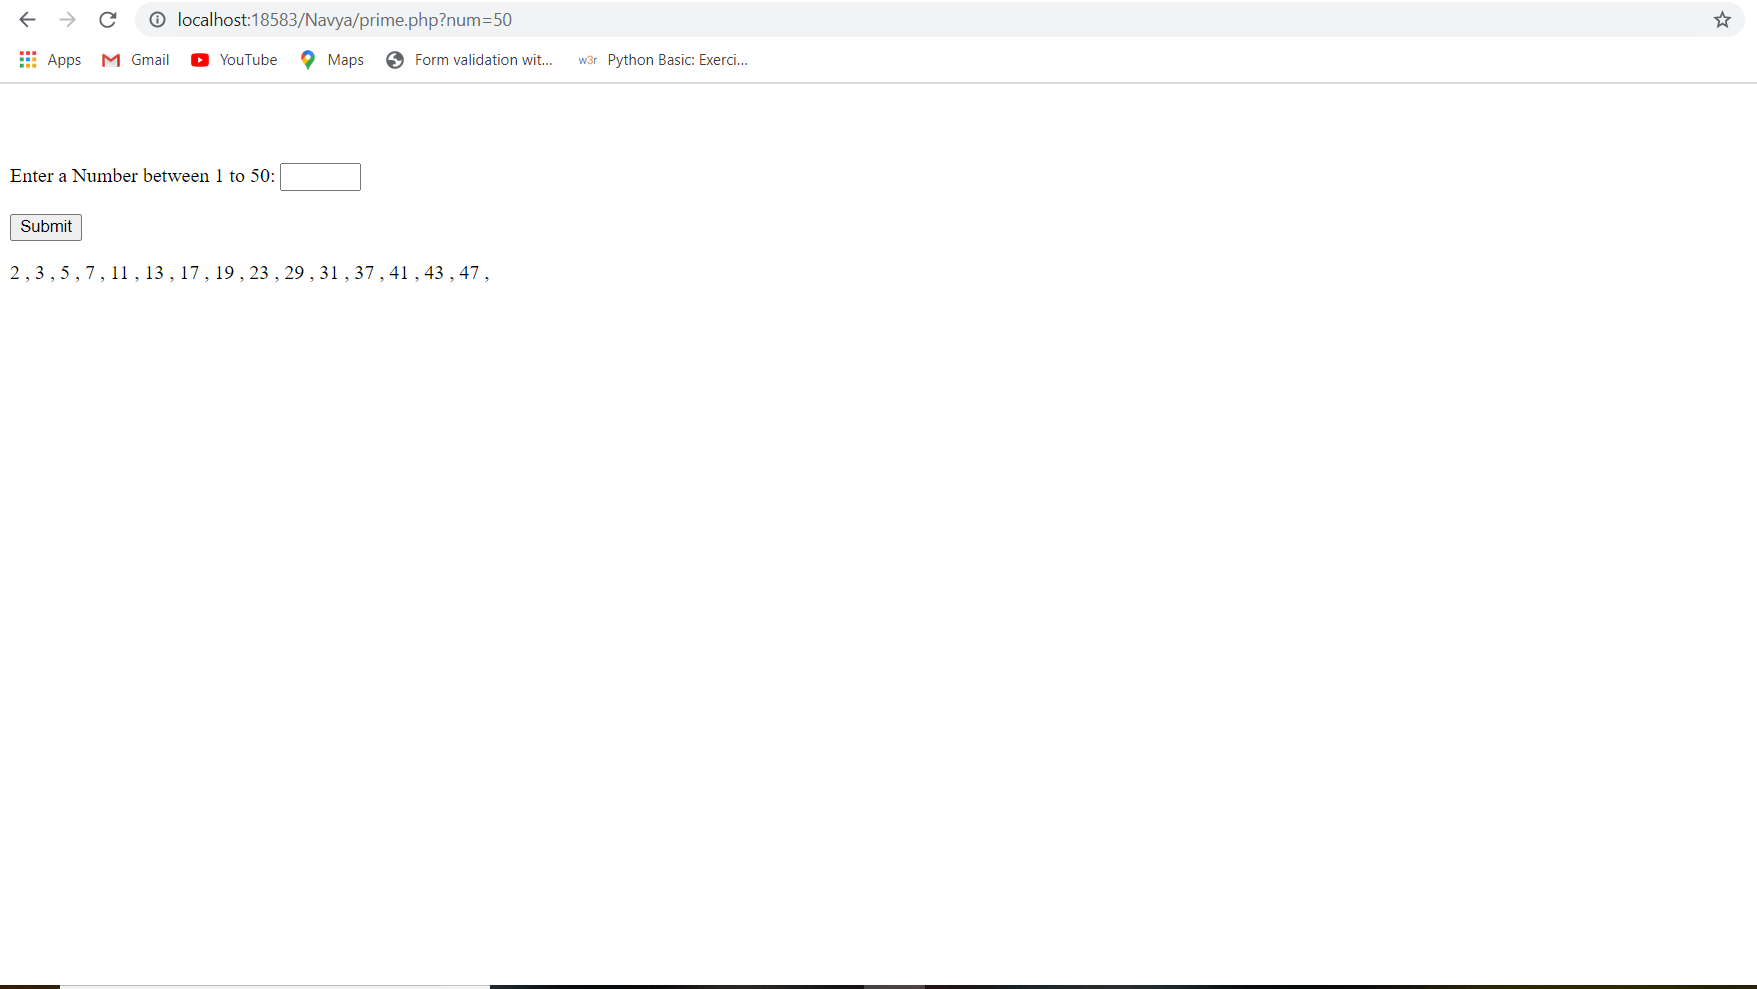 localhost:18583/Navya/prime.php?num=50
Apps Gmail YouTube Maps Form validation wit... w3r Python Basic: Exerci...
Enter a Number between 1 to 50:
Submit
2 , 3 , 5 , 7 , 11 , 13 , 17 , 19 , 23 , 29 , 31 , 37 , 41 , 43 , 47 ,